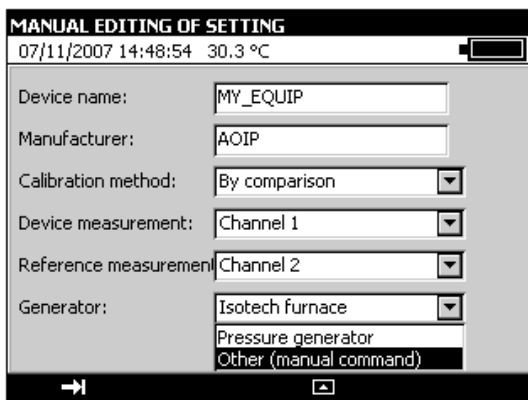 MANUAL EDITING OF SETTING
07/11/2007 14:48:54 30.3 °C
Device name: MY_EQUIP
Manufacturer: AOIP
Calibration method: By comparison
Device measurement: Channel 1
Reference measuremen Channel 2
Generator: Isotech furnace
Pressure generator
Other (manual command)